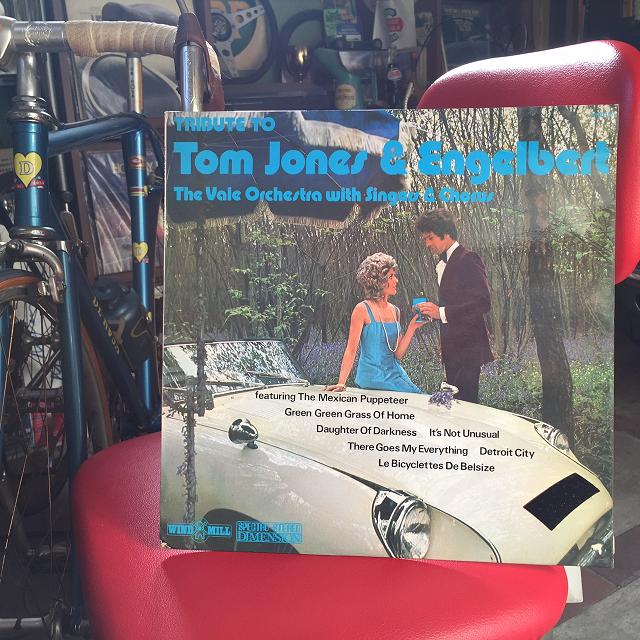 TRIBUTE TO
Tom Jones & Engelbert
The Vale Orchestra with Singers & Chorus
featuring The Mexican Puppeteer
Green Green Grass Of Home
Daughter Of Darkness It's Not Unusual
There Goes My Everything Detroit City
Le Bicyclettes De Belsize
WIND MILL
SPECIAL STEREO
DIMENSION
D